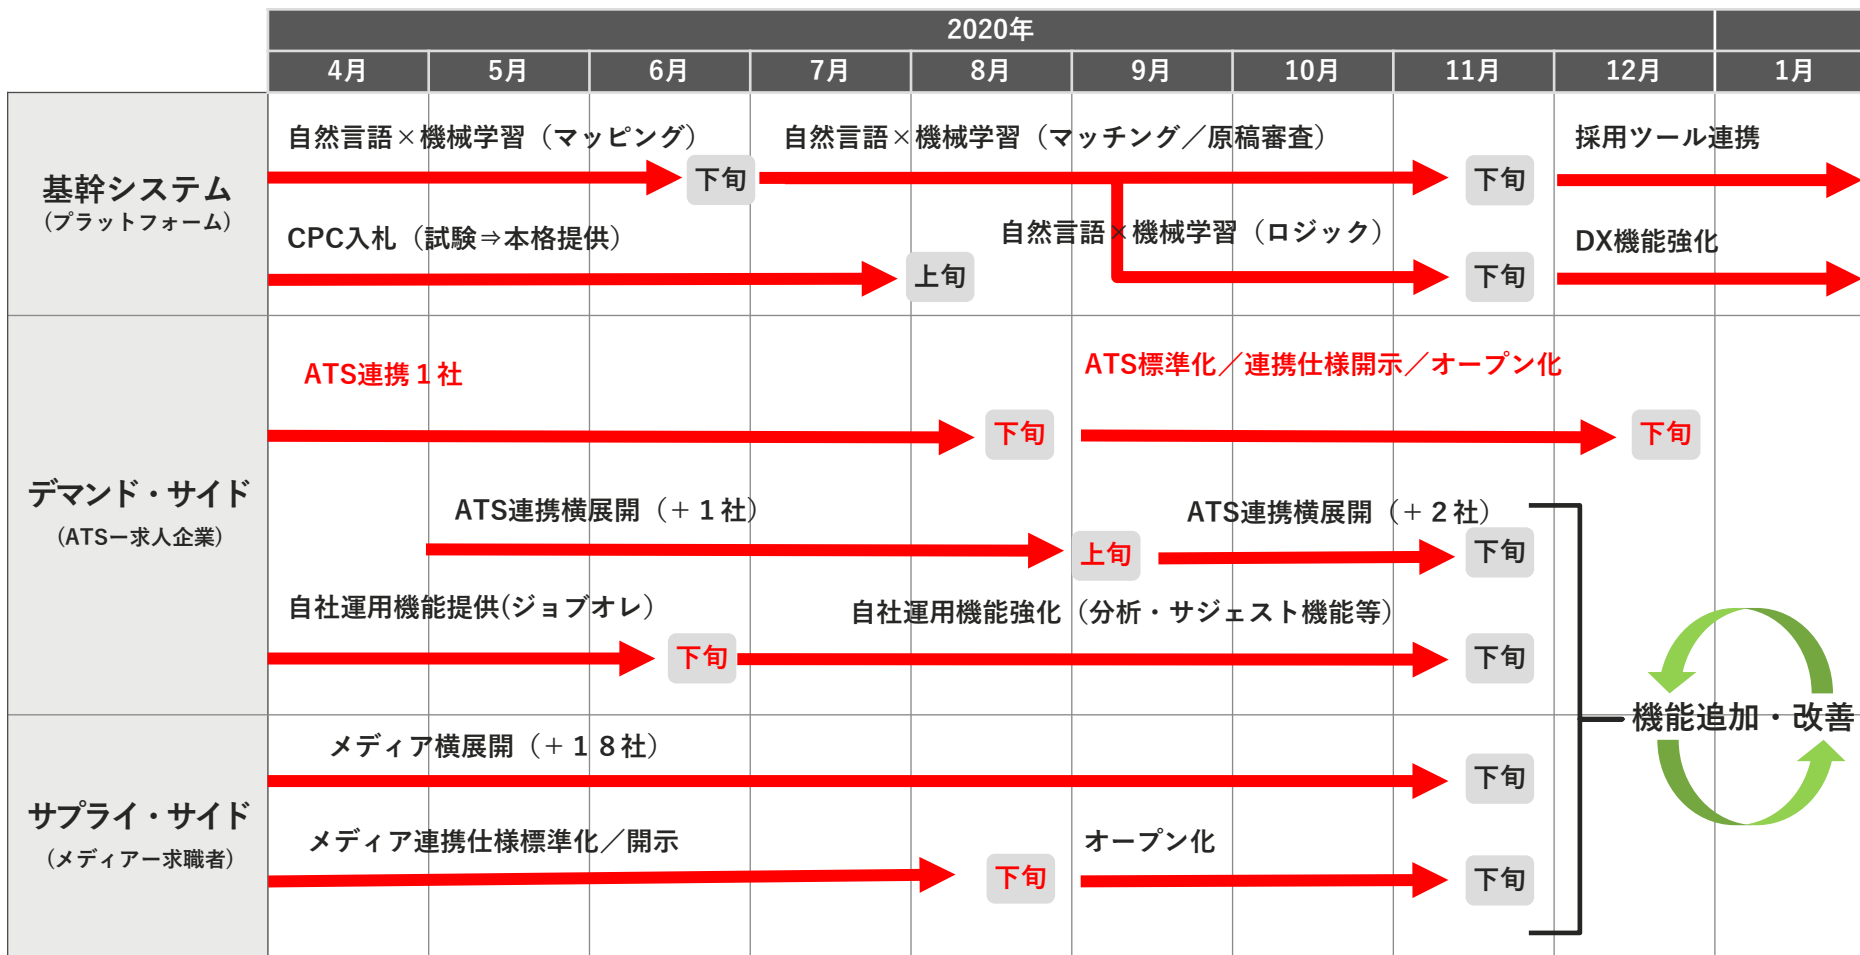 2020年
4月
5月
6月
7月
8月
9月
10月
11月
12月
1月
基幹システム
(プラットフォーム)
自然言語×機械学習（マッピング）
下旬
自然言語×機械学習（マッチング／原稿審査）
下旬
採用ツール連携
CPC入札（試験⇒本格提供）
上旬
自然言語×機械学習（ロジック）
下旬
DX機能強化
デマンド・サイド
(ATSー求人企業)
ATS連携１社
下旬
ATS標準化／連携仕様開示／オープン化
下旬
ATS連携横展開（＋１社）
上旬
ATS連携横展開（＋２社）
下旬
自社運用機能提供(ジョブオレ)
下旬
自社運用機能強化（分析・サジェスト機能等）
下旬
機能追加・改善
サプライ・サイド
(メディアー求職者)
メディア横展開（＋１８社）
下旬
メディア連携仕様標準化／開示
下旬
オープン化
下旬